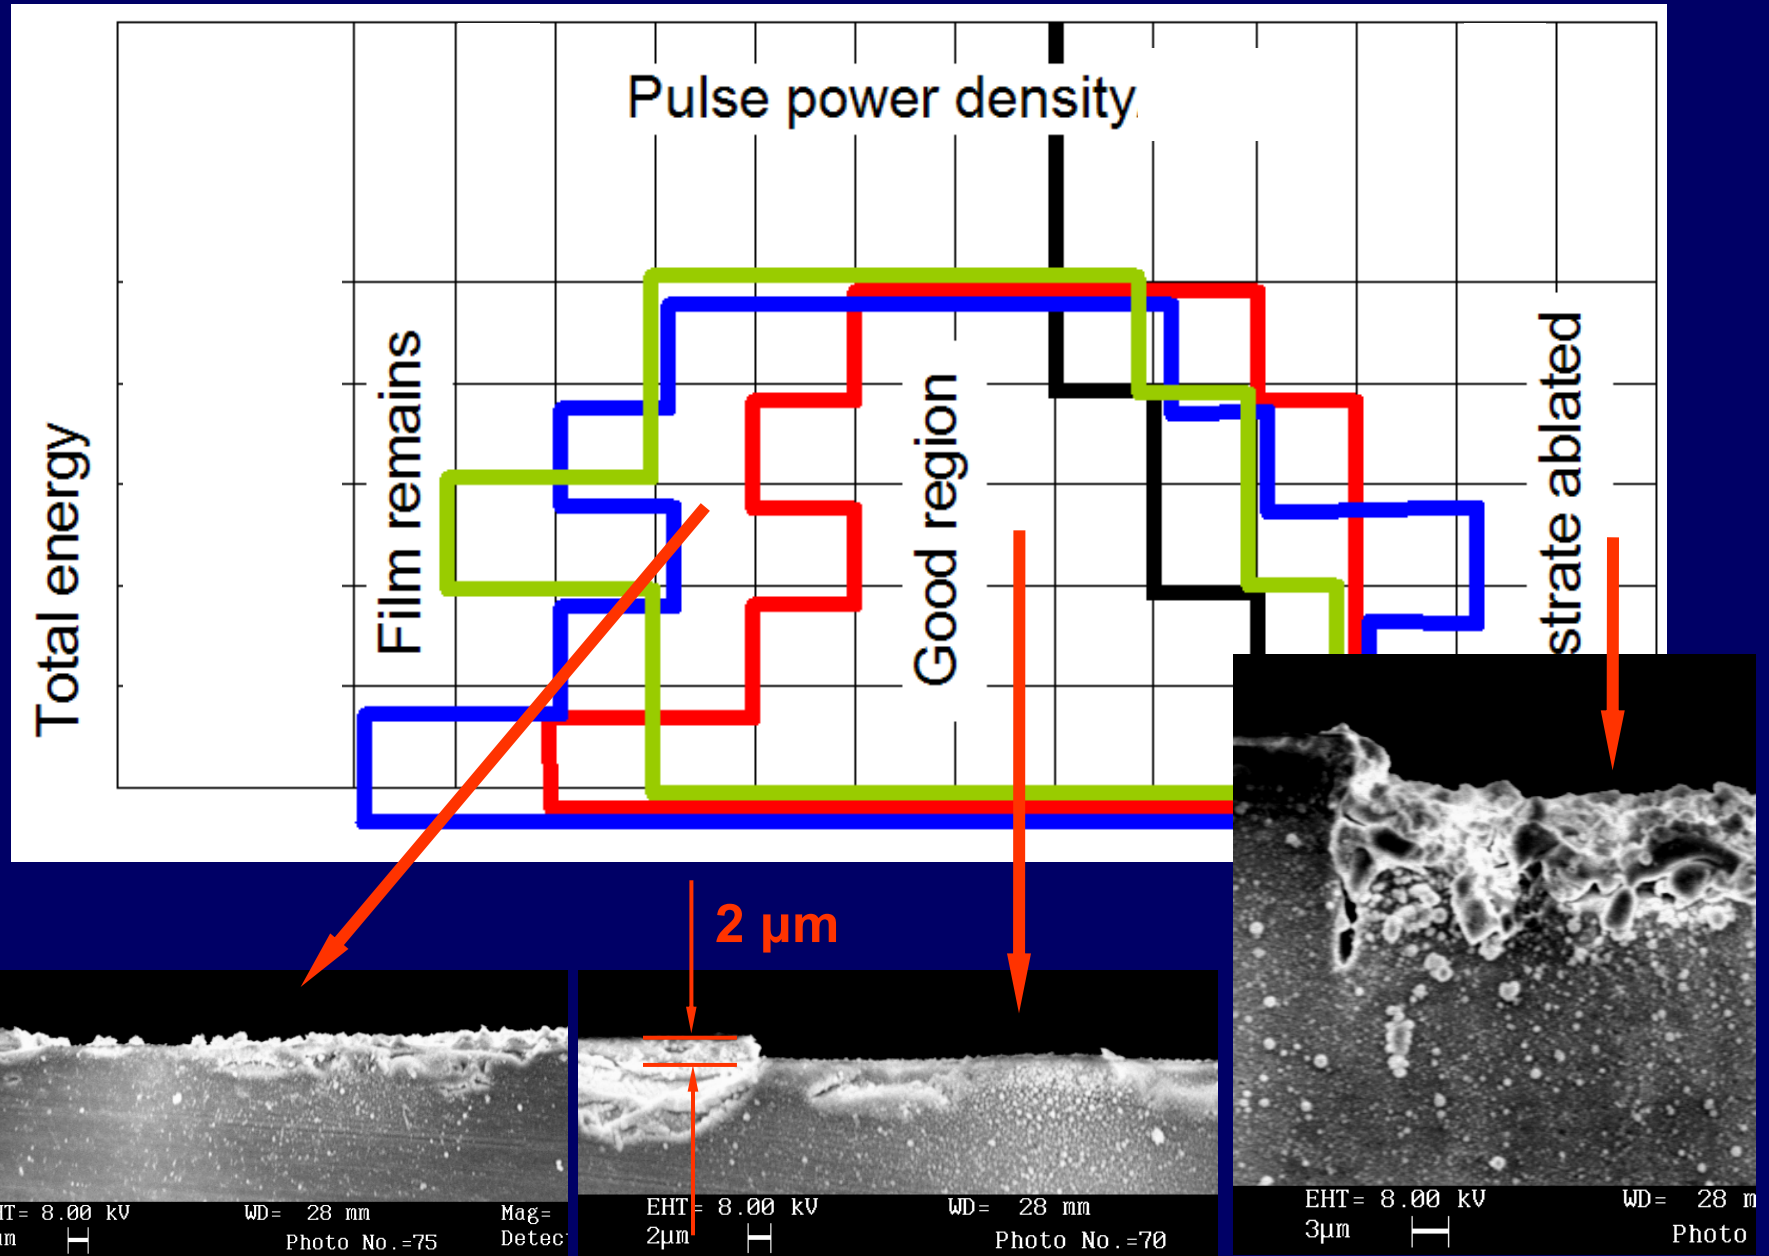 Pulse power density
Total energy
Film remains
Good region
strate ablated
2 µm
8.00 kV
WD= 28 mm
Mag=
Photo No.=75
EHT= 8.00 kV
WD= 28 mm
2µm
Photo No.=70
EHT= 8.00 kV
WD= 28
3µm
Photo